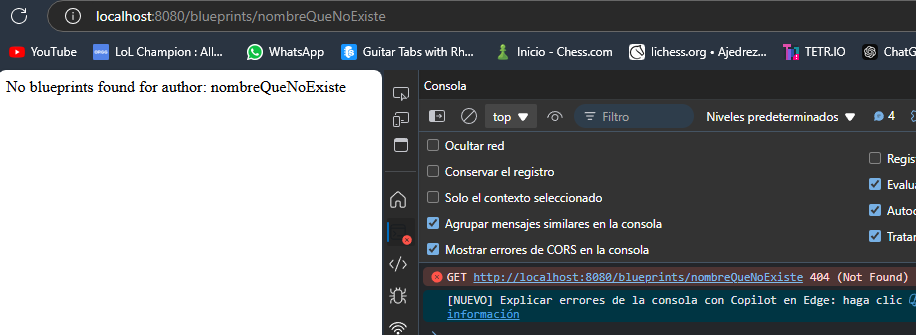 localhost:8080/blueprints/nombreQueNoExiste
YouTube LoL Champion : All... WhatsApp Guitar Tabs with Rh... Inicio - Chess.com lichess.org • Ajedrez... TETR.IO ChatG
No blueprints found for author: nombreQueNoExiste
Consola
top Filtro Niveles predeterminados 4
Ocultar red
Conservar el registro Regis
Solo el contexto seleccionado Evalua
Agrupar mensajes similares en la consola Autoc
Mostrar errores de CORS en la consola Tratar
GET http://localhost:8080/blueprints/nombreQueNoExiste 404 (Not Found)
[NUEVO] Explicar errores de la consola con Copilot en Edge: haga clic
información